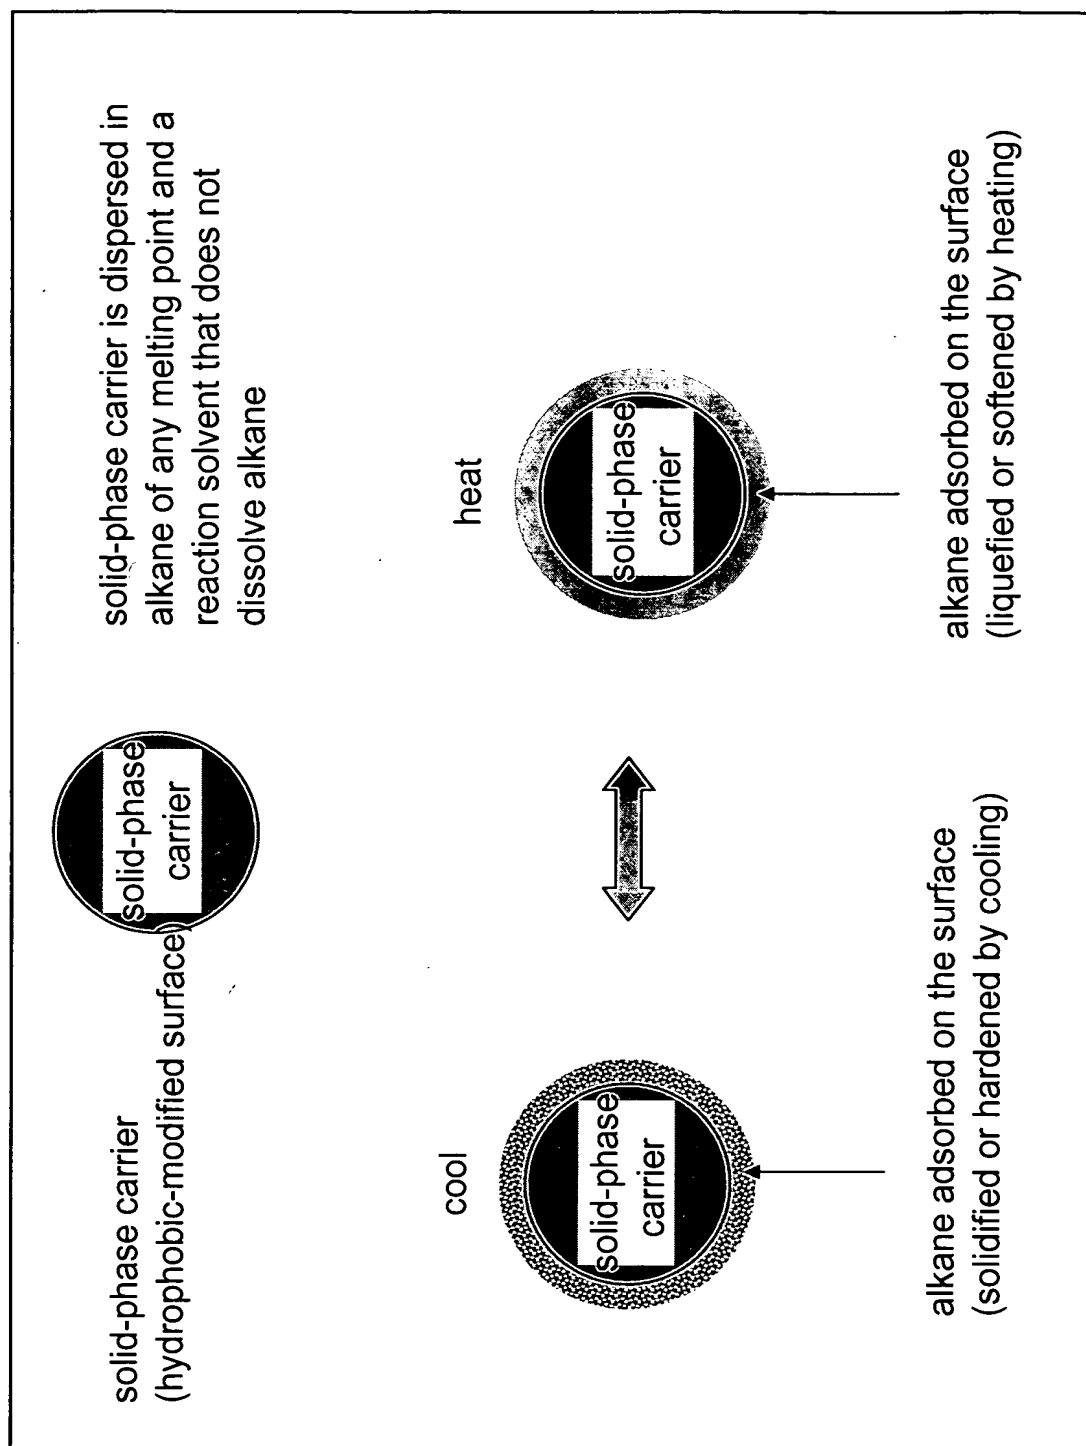 solid-phase carrier
(hydrophobic-modified surface)
solid-phase
carrier
solid-phase carrier is dispersed in
alkane of any melting point and a
reaction solvent that does not
dissolve alkane
cool
solid-phase
carrier
alkane adsorbed on the surface
(solidified or hardened by cooling)
heat
solid-phase
carrier
alkane adsorbed on the surface
(liquefied or softened by heating)